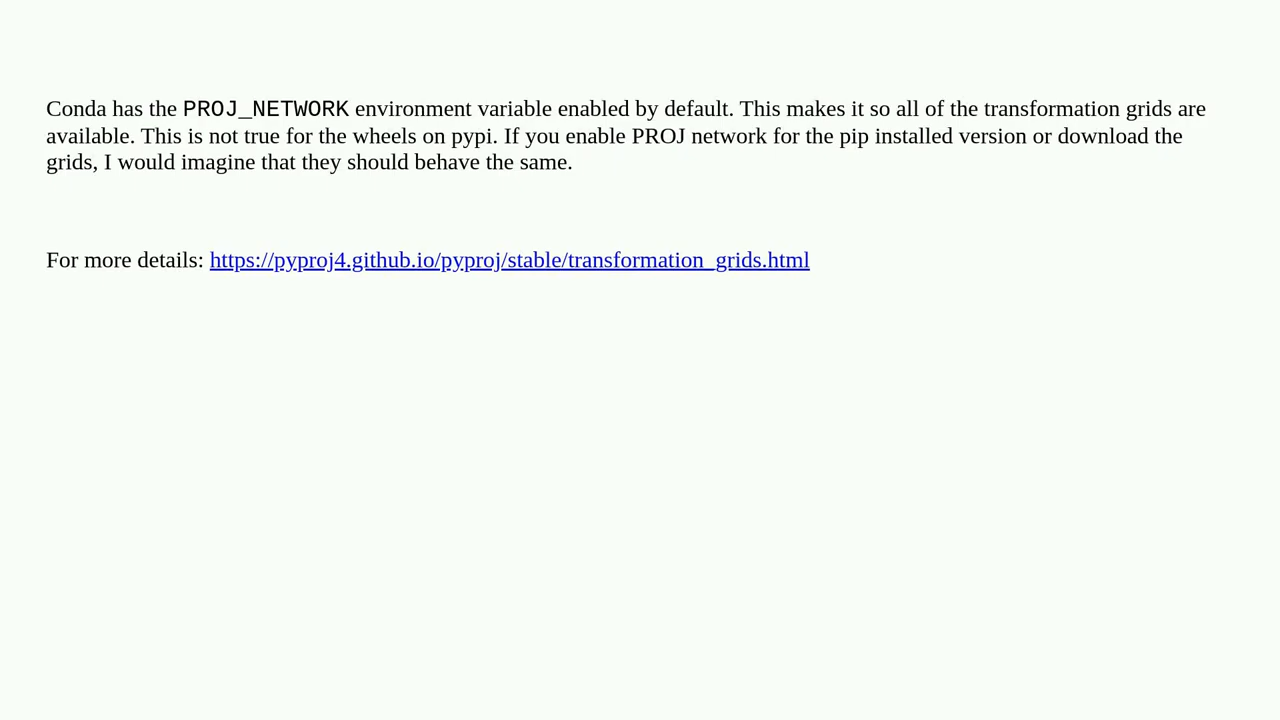 Conda has the PROJ_NETWORK environment variable enabled by default. This makes it so all of the transformation grids are
available. This is not true for the wheels on pypi. If you enable PROJ network for the pip installed version or download the
grids, I would imagine that they should behave the same.
For more details: https://pyproj4.github.io/pyproj/stable/transformation_grids.html